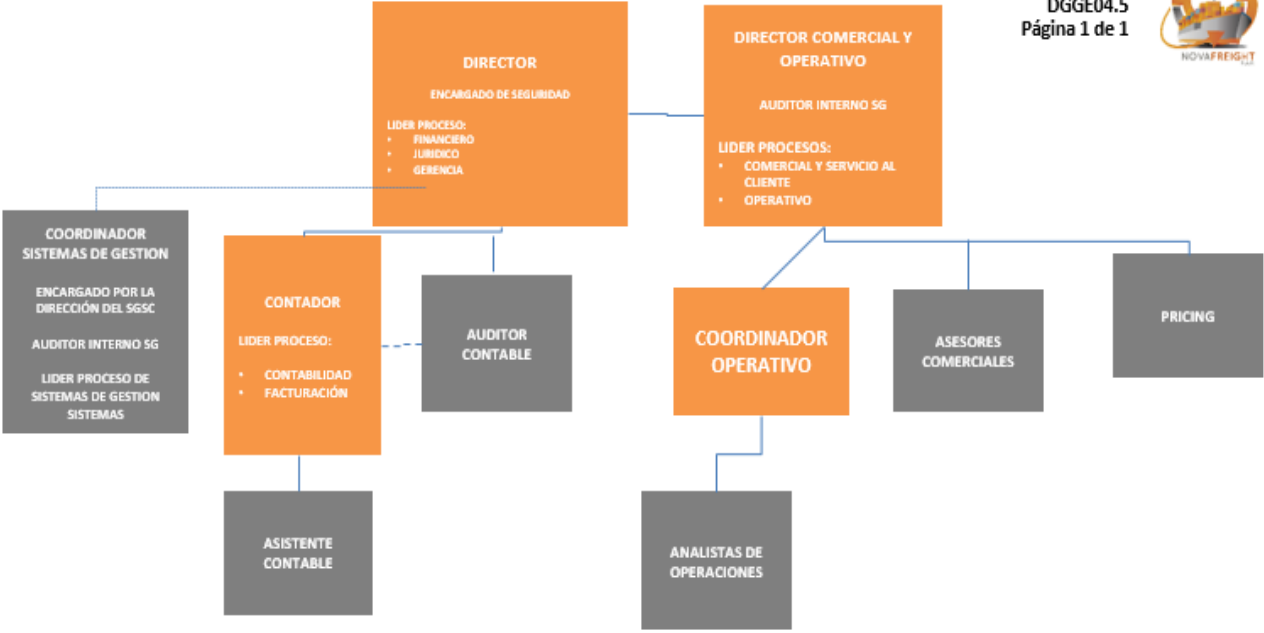 DGGE04.5
Página 1 de 1
NOVAFREIGHT
DIRECTOR
ENCARGADO DE SEGURIDAD
LIDER PROCESO:
• FINANCIERO
• JURIDICO
• GERENCIA
DIRECTOR COMERCIAL Y
OPERATIVO
AUDITOR INTERNO SG
LIDER PROCESOS:
• COMERCIAL Y SERVICIO AL
CLIENTE
• OPERATIVO
COORDINADOR
SISTEMAS DE GESTION
ENCARGADO POR LA
DIRECCIÓN DEL SGSC
AUDITOR INTERNO SG
LIDER PROCESO DE
SISTEMAS DE GESTION
SISTEMAS
CONTADOR
LIDER PROCESO:
• CONTABILIDAD
• FACTURACIÓN
AUDITOR
CONTABLE
COORDINADOR
OPERATIVO
ASESORES
COMERCIALES
PRICING
ASISTENTE
CONTABLE
ANALISTAS DE
OPERACIONES